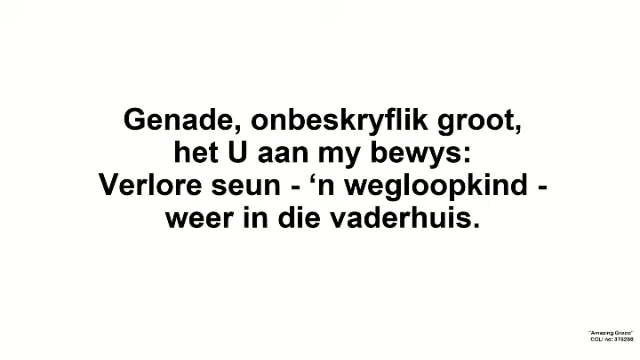 Genade, onbeskryflik groot,
het U aan my bewys:
Verlore seun - ‘n wegloopkind -
weer in die vaderhuis.
"Amazing Grace"